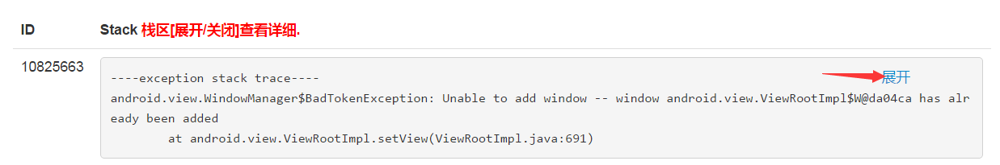 ID Stack 栈区[展开/关闭]查看详细.
10825663
----exception stack trace---- 展开
android.view.WindowManager$BadTokenException: Unable to add window -- window android.view.ViewRootImpl$W@da04ca has alr
eady been added
at android.view.ViewRootImpl.setView(ViewRootImpl.java:691)